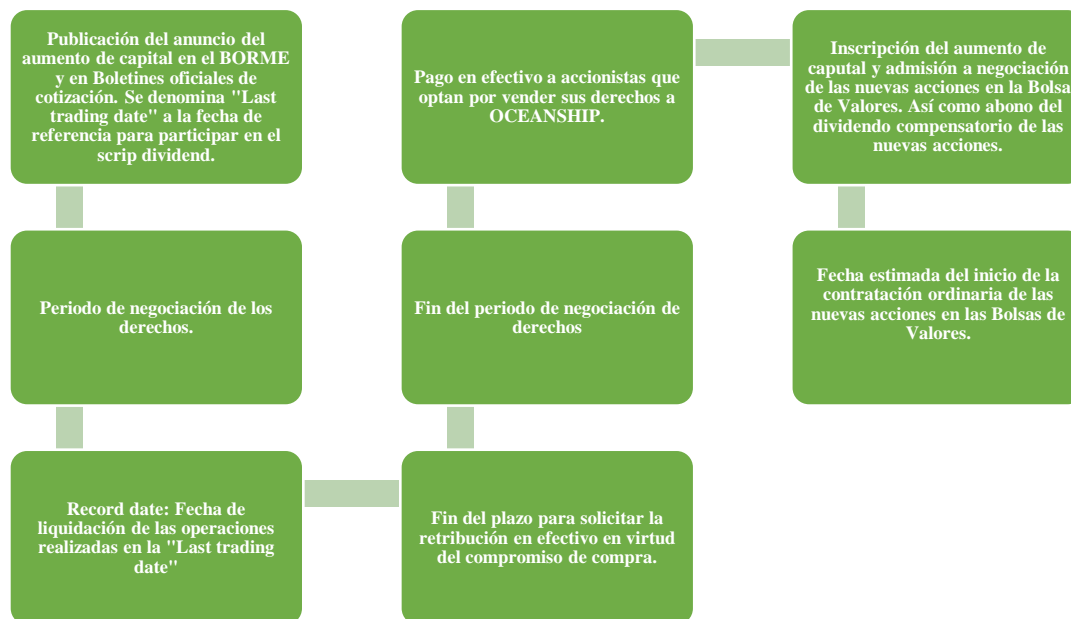 Publicación del anuncio del
aumento de capital en el BORME
y en Boletines oficiales de
cotización. Se denomina "Last
trading date" a la fecha de
referencia para participar en el
scrip dividend.
Periodo de negociación de los
derechos.
Record date: Fecha de
liquidación de las operaciones
realizadas en la "Last trading
date"
Fin del plazo para solicitar la
retribución en efectivo en virtud
del compromiso de compra.
Fin del periodo de negociación de
derechos
Pago en efectivo a accionistas que
optan por vender sus derechos a
OCEANSHIP.
Inscripción del aumento de
caputal y admisión a negociación
de las nuevas acciones en la Bolsa
de Valores. Así como abono del
dividendo compensatorio de las
nuevas acciones.
Fecha estimada del inicio de la
contratación ordinaria de las
nuevas acciones en las Bolsas de
Valores.